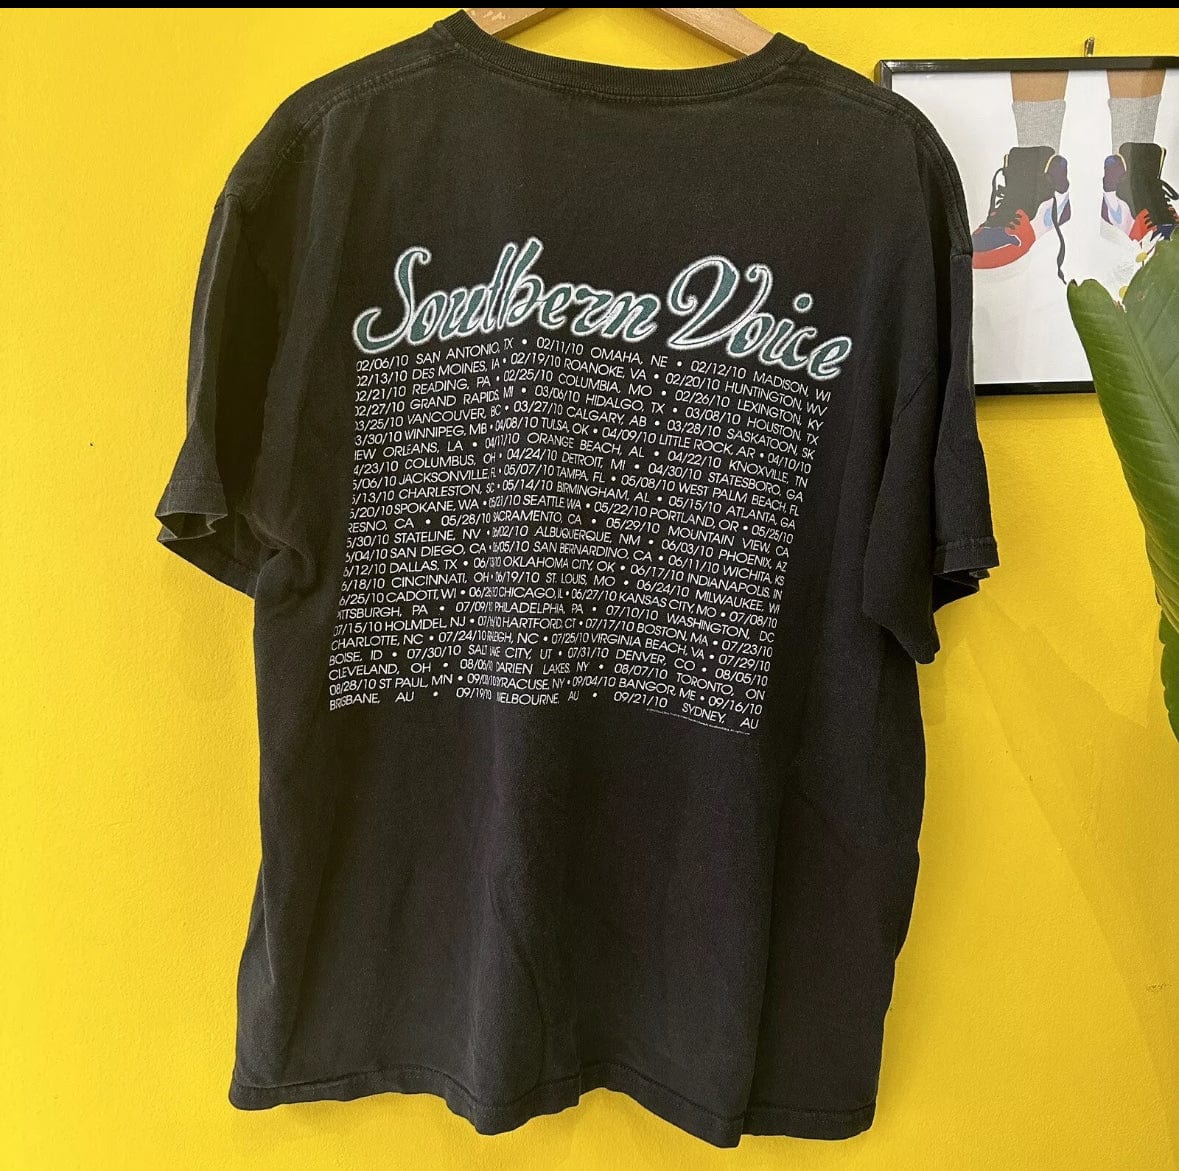 Southern Voice
02/06/10 SAN ANTONIO, TX • 02/11/10 OMAHA, NE • 02/12/10 MADISON, WI
02/13/10 DES MOINES, IA • 02/19/10 ROANOKE, VA • 02/20/10 HUNTINGTON, WV
02/21/10 READING, PA • 02/25/10 COLUMBIA, MO • 02/26/10 LEXINGTON, KY
02/27/10 GRAND RAPIDS, MI • 03/06/10 HIDALGO, TX • 03/08/10 HOUSTON, TX
3/25/10 VANCOUVER, BC • 03/27/10 CALGARY, AB • 03/28/10 SASKATOON, SK
3/30/10 WINNIPEG, MB • 04/08/10 TULSA, OK • 04/09/10 LITTLE ROCK, AR • 04/10/10
EW ORLEANS, LA • 04/17/10 ORANGE BEACH, AL • 04/22/10 KNOXVILLE, TN
4/23/10 COLUMBUS, OH • 04/24/10 DETROIT, MI • 04/30/10 STATESBORO, GA
5/06/10 JACKSONVILLE, FL • 05/07/10 TAMPA, FL • 05/08/10 WEST PALM BEACH, FL
5/13/10 CHARLESTON, SC • 05/14/10 BIRMINGHAM, AL • 05/15/10 ATLANTA, GA
5/20/10 SPOKANE, WA • 05/21/10 SEATTLE, WA • 05/22/10 PORTLAND, OR • 05/25/10
RESNO, CA • 05/28/10 SACRAMENTO, CA • 05/29/10 MOUNTAIN VIEW, CA
5/30/10 STATELINE, NV • 06/02/10 ALBUQUERQUE, NM • 06/03/10 PHOENIX, AZ
6/04/10 SAN DIEGO, CA • 06/05/10 SAN BERNARDINO, CA • 06/11/10 WICHITA, KS
6/12/10 DALLAS, TX • 06/13/10 OKLAHOMA CITY, OK • 06/17/10 INDIANAPOLIS, IN
6/18/10 CINCINNATI, OH • 06/19/10 ST. LOUIS, MO • 06/24/10 MILWAUKEE, WI
6/25/10 CADOTT, WI • 06/26/10 CHICAGO, IL • 06/27/10 KANSAS CITY, MO • 07/08/10
PITTSBURGH, PA • 07/09/10 PHILADELPHIA, PA • 07/10/10 WASHINGTON, DC
07/15/10 HOLMDEL, NJ • 07/16/10 HARTFORD, CT • 07/17/10 BOSTON, MA • 07/23/10
CHARLOTTE, NC • 07/24/10 RALEIGH, NC • 07/25/10 VIRGINIA BEACH, VA • 07/29/10
BOISE, ID • 07/30/10 SALT LAKE CITY, UT • 07/31/10 DENVER, CO • 08/05/10
CLEVELAND, OH • 08/06/10 DARIEN LAKES, NY • 08/07/10 TORONTO, ON
08/28/10 ST PAUL, MN • 09/03/10 SYRACUSE, NY • 09/04/10 BANGOR, ME • 09/16/10
BRISBANE, AU • 09/19/10 MELBOURNE, AU • 09/21/10 SYDNEY, AU